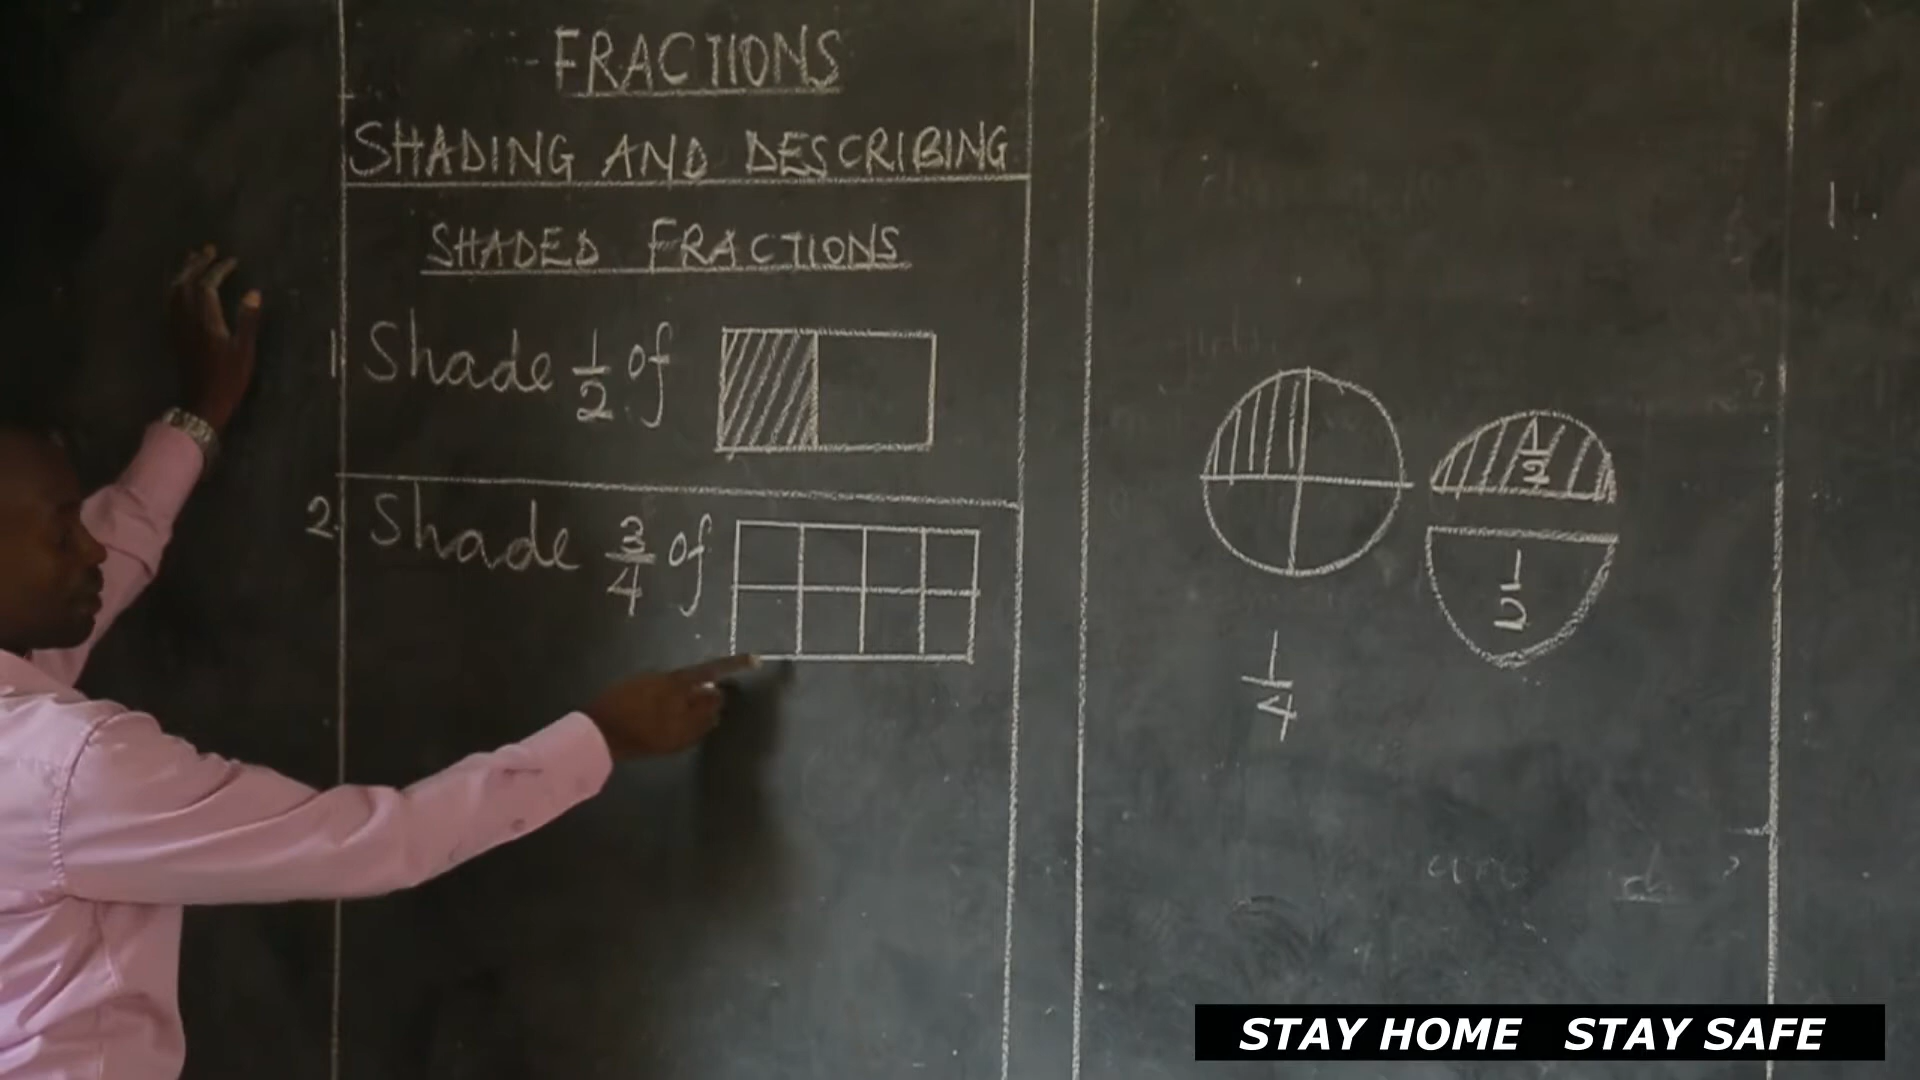 FRACTIONS
SHADING AND DESCRIBING
SHADED FRACTIONS
1 Shade 1/2 of
2. Shade 3/4 of
1/2
1/2
1/4
1.
STAY HOME STAY SAFE